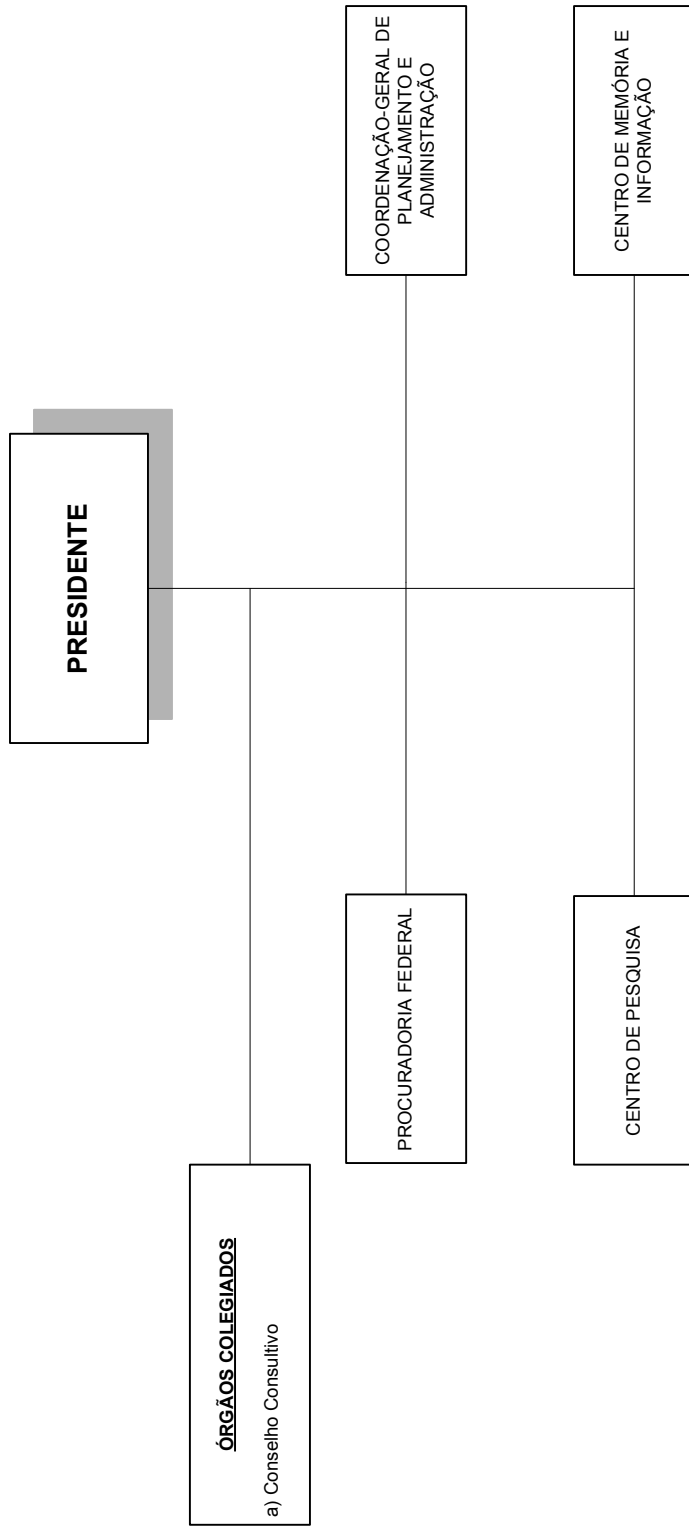 PRESIDENTE
ÓRGÃOS COLEGIADOS
a) Conselho Consultivo
PROCURADORIA FEDERAL
COORDENAÇÃO-GERAL DE
PLANEJAMENTO E
ADMINISTRAÇÃO
CENTRO DE PESQUISA
CENTRO DE MEMÓRIA E
INFORMAÇÃO